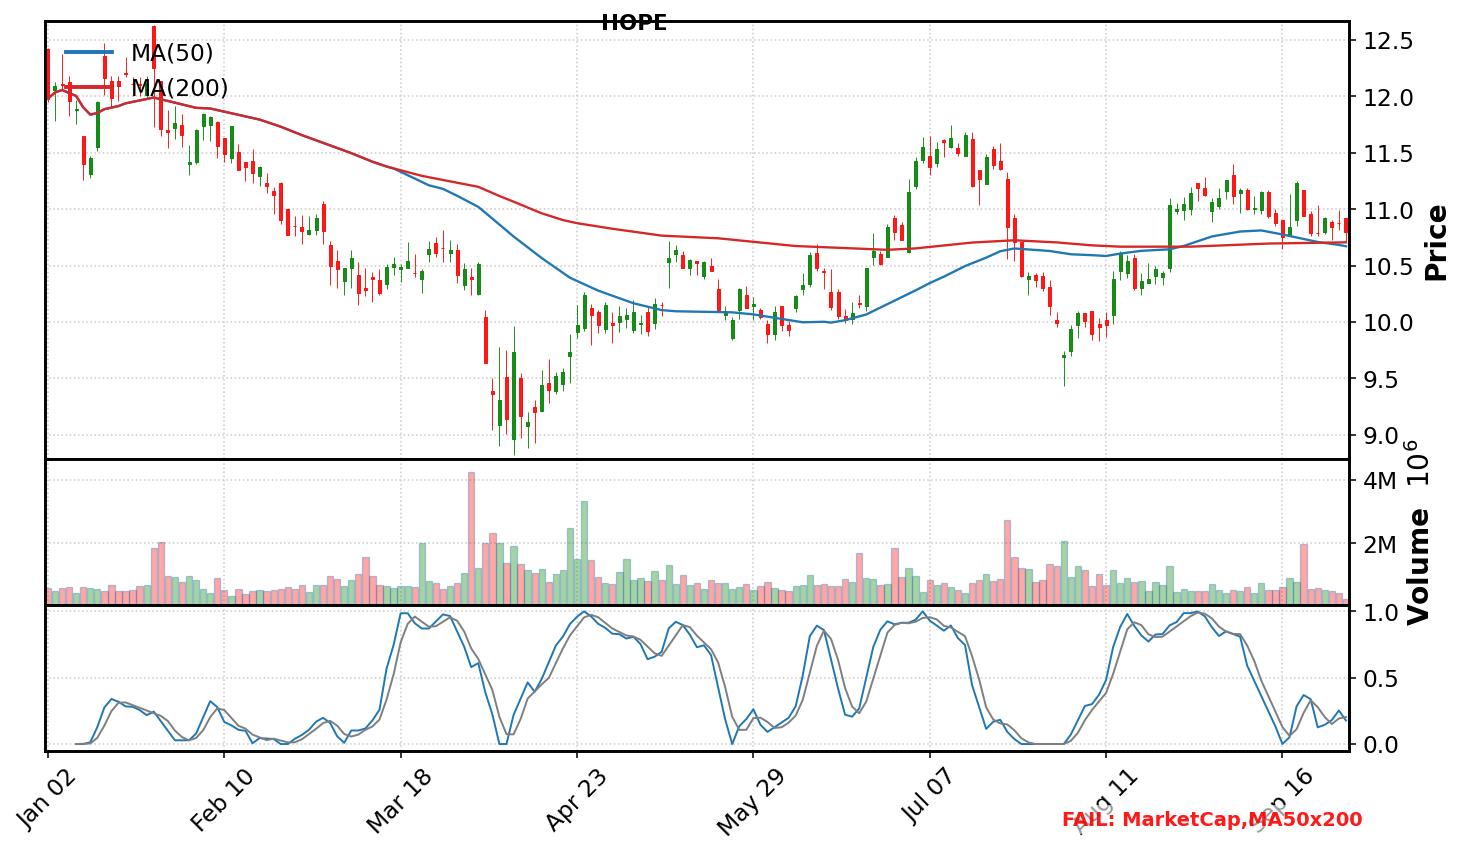 HOPE
MA(50)
MA(200)
12.5
12.0
11.5
11.0
10.5
10.0
9.5
9.0
Price
4M
2M
Volume 10^6
1.0
0.5
0.0
Jan 02
Feb 10
Mar 18
Apr 23
May 29
Jul 07
Aug 11
Sep 16
FAIL: MarketCap,MA50x200